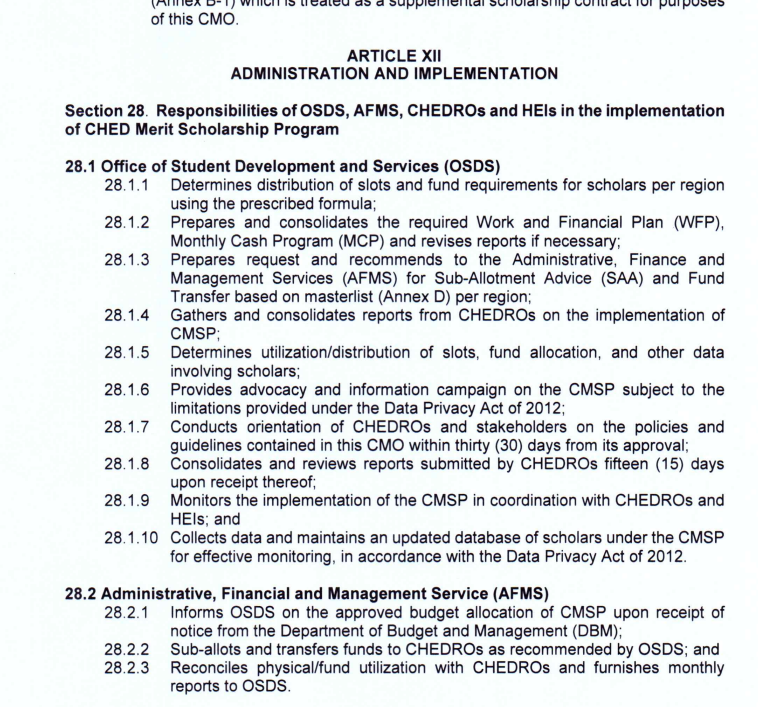 (Annex B-1) which is treated as a supplemental scholarship contract for purposes
of this CMO.
ARTICLE XII
ADMINISTRATION AND IMPLEMENTATION
Section 28. Responsibilities of OSDS, AFMS, CHEDROs and HEIs in the implementation
of CHED Merit Scholarship Program
28.1 Office of Student Development and Services (OSDS)
28.1.1 Determines distribution of slots and fund requirements for scholars per region
using the prescribed formula;
28.1.2 Prepares and consolidates the required Work and Financial Plan (WFP),
Monthly Cash Program (MCP) and revises reports if necessary;
28.1.3 Prepares request and recommends to the Administrative, Finance and
Management Services (AFMS) for Sub-Allotment Advice (SAA) and Fund
Transfer based on masterlist (Annex D) per region;
28.1.4 Gathers and consolidates reports from CHEDROs on the implementation of
CMSP;
28.1.5 Determines utilization/distribution of slots, fund allocation, and other data
involving scholars;
28.1.6 Provides advocacy and information campaign on the CMSP subject to the
limitations provided under the Data Privacy Act of 2012;
28.1.7 Conducts orientation of CHEDROs and stakeholders on the policies and
guidelines contained in this CMO within thirty (30) days from its approval;
28.1.8 Consolidates and reviews reports submitted by CHEDROs fifteen (15) days
upon receipt thereof;
28.1.9 Monitors the implementation of the CMSP in coordination with CHEDROs and
HEIs; and
28.1.10 Collects data and maintains an updated database of scholars under the CMSP
for effective monitoring, in accordance with the Data Privacy Act of 2012.
28.2 Administrative, Financial and Management Service (AFMS)
28.2.1 Informs OSDS on the approved budget allocation of CMSP upon receipt of
notice from the Department of Budget and Management (DBM);
28.2.2 Sub-allots and transfers funds to CHEDROs as recommended by OSDS; and
28.2.3 Reconciles physical/fund utilization with CHEDROs and furnishes monthly
reports to OSDS.